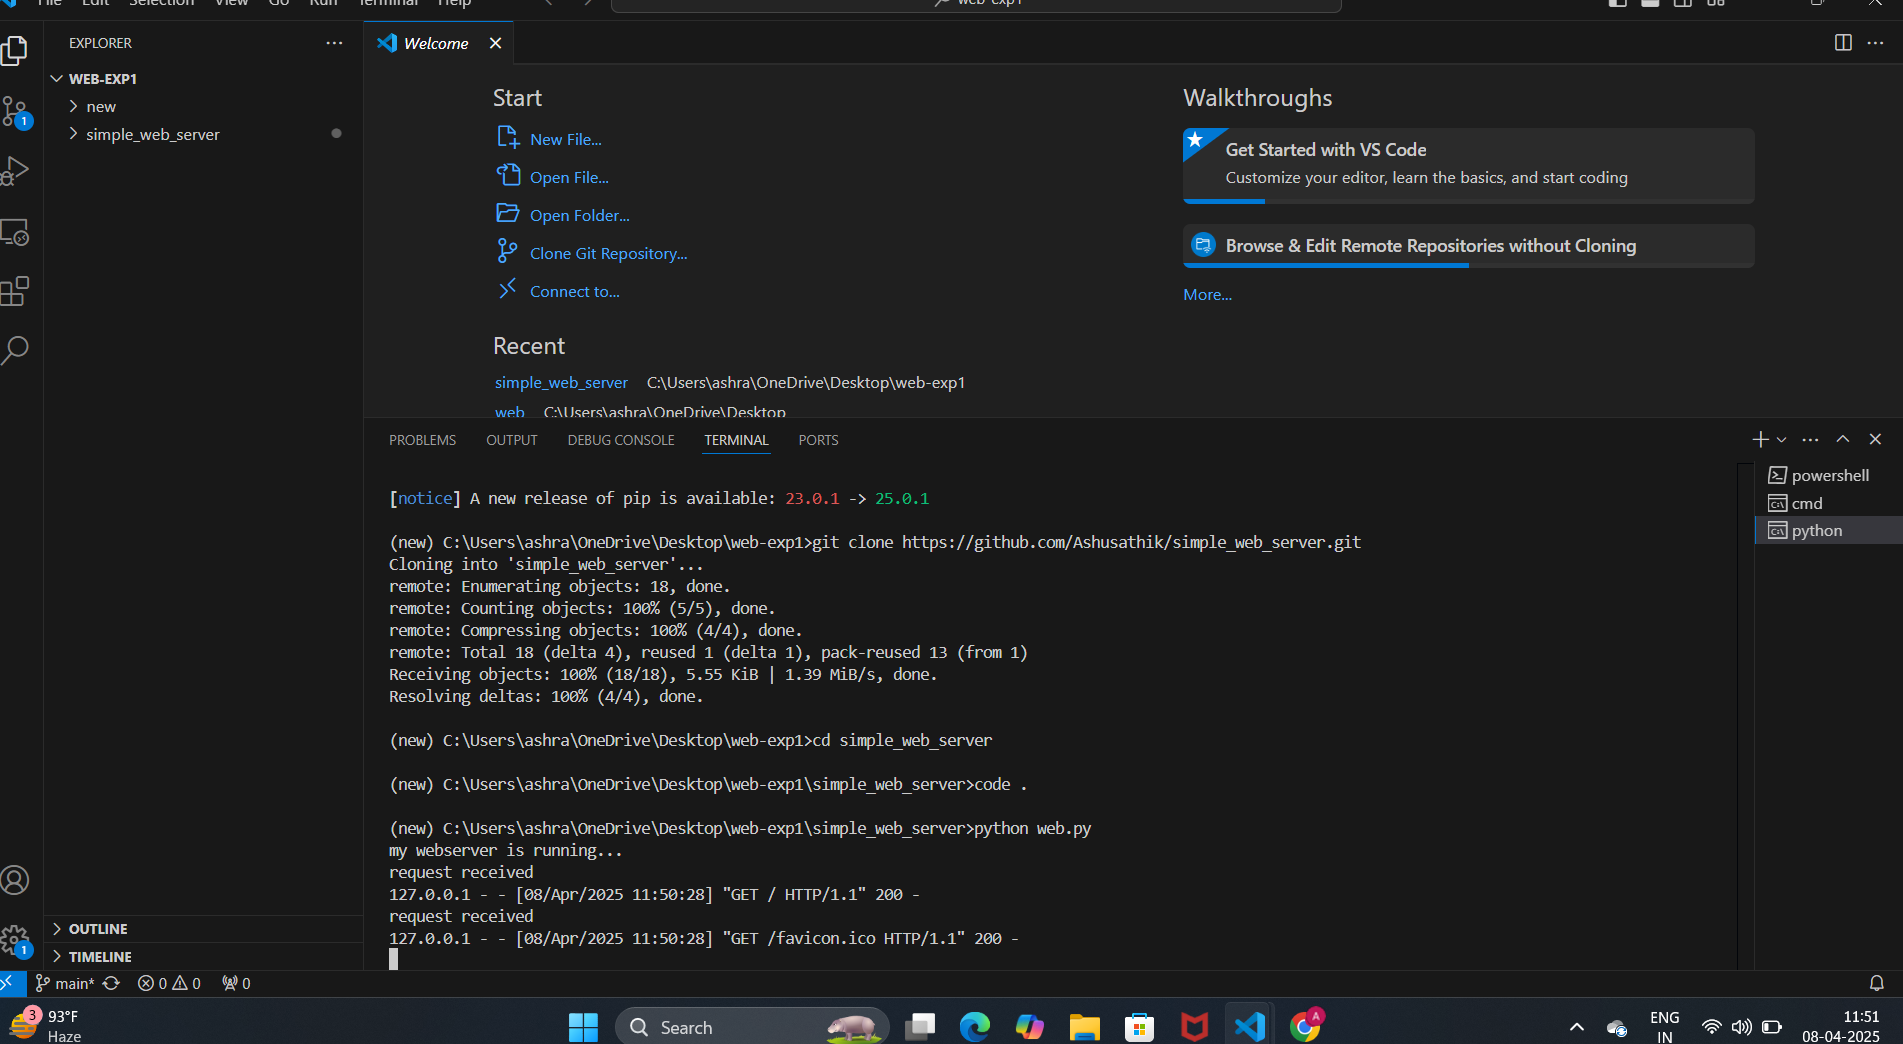 File Edit Selection View Go Run Terminal Help
web-exp1
EXPLORER
WEB-EXP1
new
simple_web_server
1
Welcome
Start
New File...
Open File...
Open Folder...
Clone Git Repository...
Connect to...
Recent
simple_web_server C:\Users\ashra\OneDrive\Desktop\web-exp1
web C:\Users\ashra\OneDrive\Desktop
Walkthroughs
Get Started with VS Code
Customize your editor, learn the basics, and start coding
Browse & Edit Remote Repositories without Cloning
More...
PROBLEMS OUTPUT DEBUG CONSOLE TERMINAL PORTS
powershell
cmd
python
[notice] A new release of pip is available: 23.0.1 -> 25.0.1
(new) C:\Users\ashra\OneDrive\Desktop\web-exp1>git clone https://github.com/Ashusathik/simple_web_server.git
Cloning into 'simple_web_server'...
remote: Enumerating objects: 18, done.
remote: Counting objects: 100% (5/5), done.
remote: Compressing objects: 100% (4/4), done.
remote: Total 18 (delta 4), reused 1 (delta 1), pack-reused 13 (from 1)
Receiving objects: 100% (18/18), 5.55 KiB | 1.39 MiB/s, done.
Resolving deltas: 100% (4/4), done.
(new) C:\Users\ashra\OneDrive\Desktop\web-exp1>cd simple_web_server
(new) C:\Users\ashra\OneDrive\Desktop\web-exp1\simple_web_server>code .
(new) C:\Users\ashra\OneDrive\Desktop\web-exp1\simple_web_server>python web.py
my webserver is running...
request received
127.0.0.1 - - [08/Apr/2025 11:50:28] "GET / HTTP/1.1" 200 -
request received
127.0.0.1 - - [08/Apr/2025 11:50:28] "GET /favicon.ico HTTP/1.1" 200 -
OUTLINE
TIMELINE
1
main* 0 0 0
3
93°F
Haze
Search
A
ENG
IN
11:51
08-04-2025